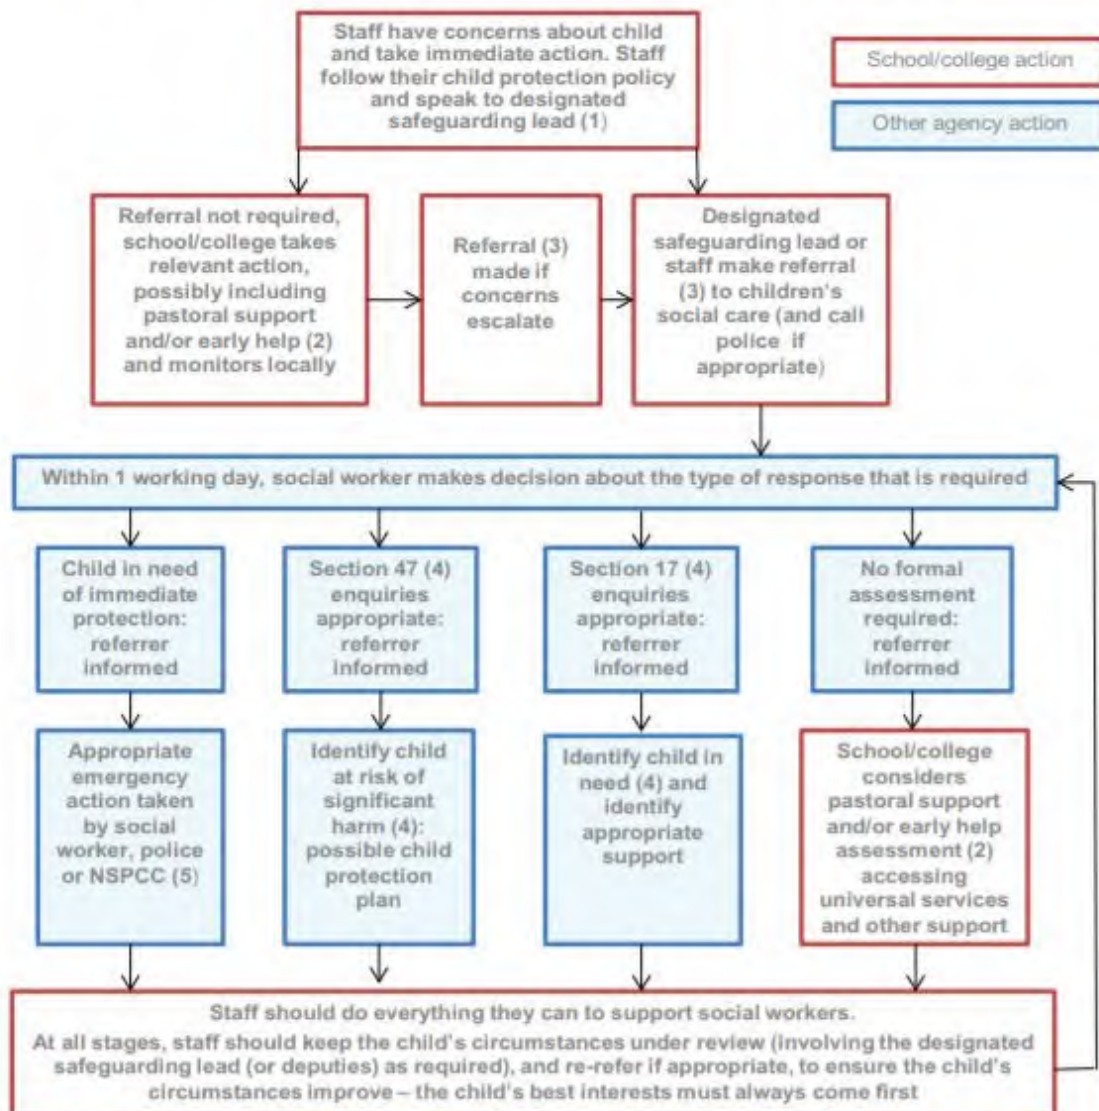 Staff have concerns about child
and take immediate action. Staff
follow their child protection policy
and speak to designated
safeguarding lead (1)
School/college action
Other agency action
Referral not required,
school/college takes
relevant action,
possibly including
pastoral support
and/or early help (2)
and monitors locally
Referral (3)
made if
concerns
escalate
Designated
safeguarding lead or
staff make referral
(3) to children's
social care (and call
police if
appropriate)
Within 1 working day, social worker makes decision about the type of response that is required
Child in need
of immediate
protection:
referrer
informed
Section 47 (4)
enquiries
appropriate:
referrer
informed
Section 17 (4)
enquiries
appropriate:
referrer
informed
No formal
assessment
required:
referrer
informed
Appropriate
emergency
action taken
by social
worker, police
or NSPCC (5)
Identify child
at risk of
significant
harm (4):
possible child
protection
plan
Identify child in
need (4) and
identify
appropriate
support
School/college
considers
pastoral support
and/or early help
assessment (2)
accessing
universal services
and other support
Staff should do everything they can to support social workers.
At all stages, staff should keep the child's circumstances under review (involving the designated
safeguarding lead (or deputies) as required), and re-refer if appropriate, to ensure the child's
circumstances improve – the child's best interests must always come first